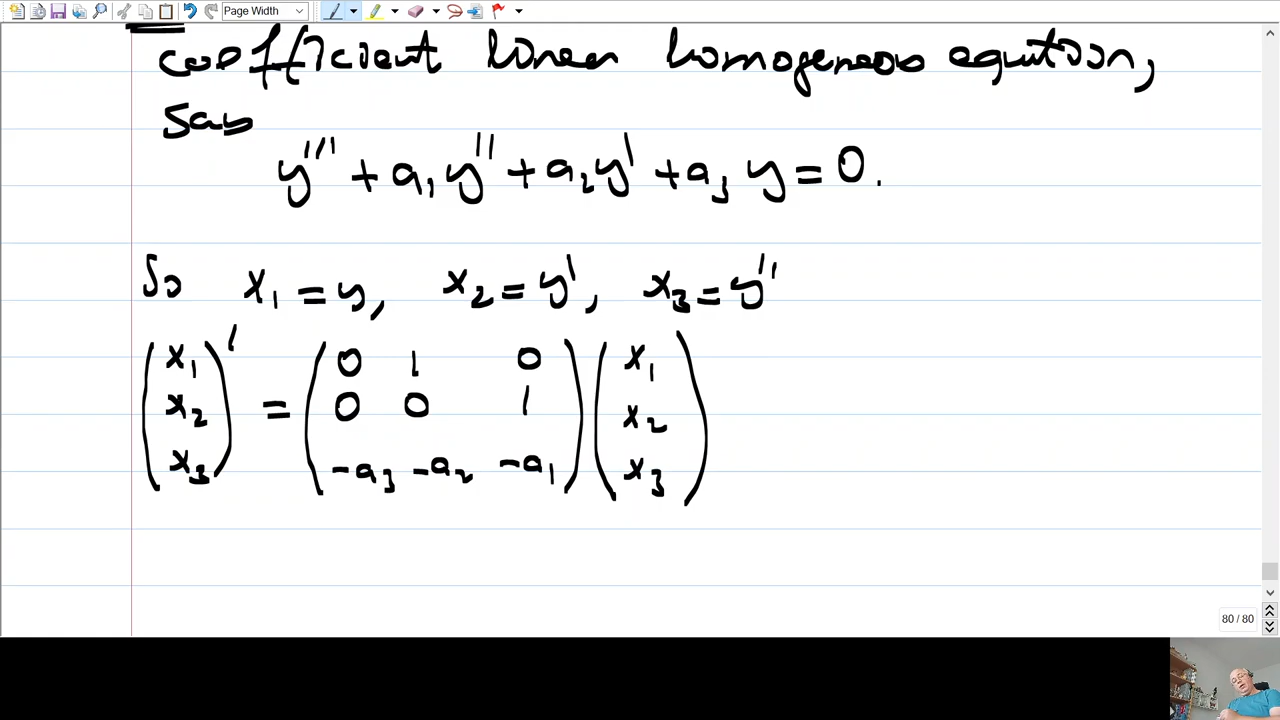 Page Width
coefficient linear homogeneous equation,
say
y''' + a₁y'' + a₂y' + a₃ y = 0.
So x₁ = y, x₂ = y', x₃ = y''
(x₁ x₂ x₃)' = (0 1 0; 0 0 1; -a₃ -a₂ -a₁) (x₁ x₂ x₃)
80 / 80